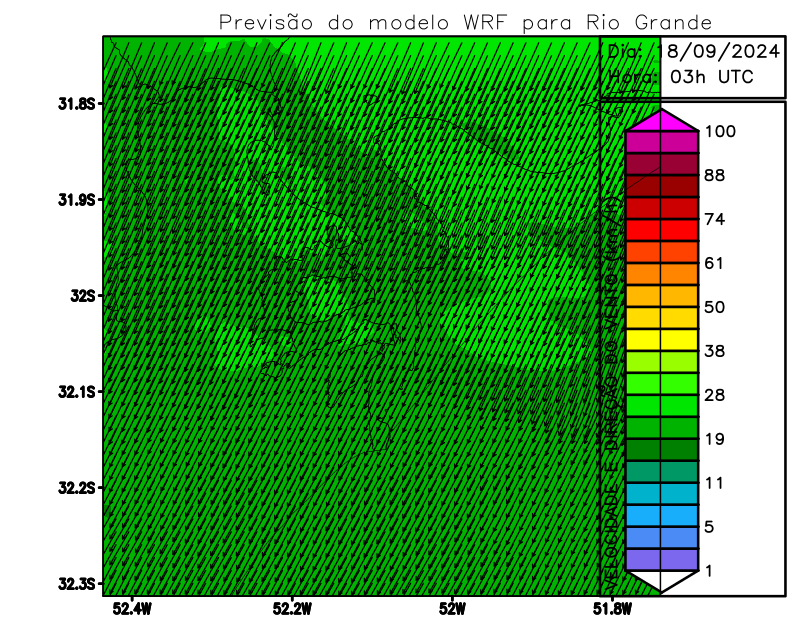 Previsão do modelo WRF para Rio Grande
Dia: 18/09/2024
Hora: 03h UTC
31.8S
31.9S
32S
32.1S
32.2S
32.3S
52.4W
52.2W
52W
51.8W
VELOCIDADE E DIREÇÃO DO VENTO (km/h)
100
88
74
61
50
38
28
19
11
5
1